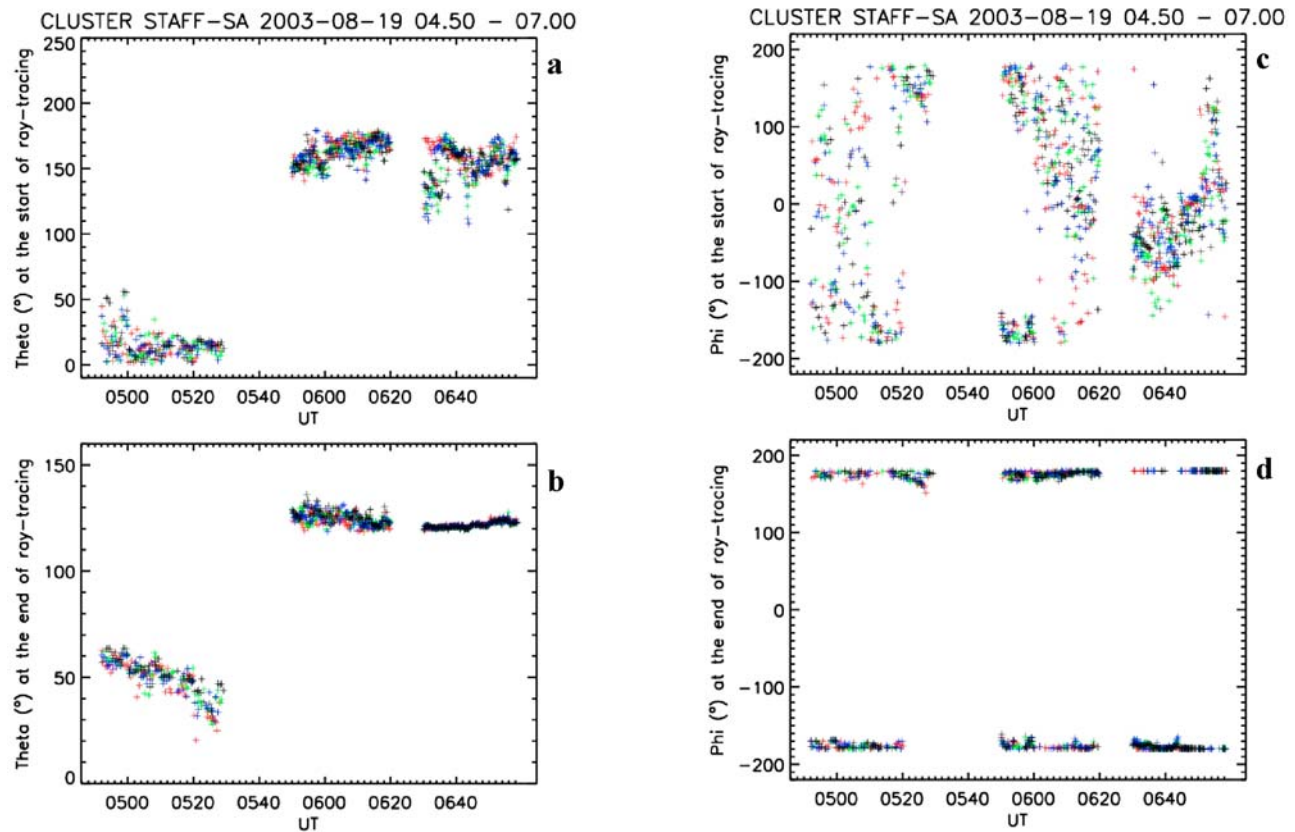 CLUSTER STAFF-SA 2003-08-19 04.50 - 07.00
a
Theta (°) at the start of ray-tracing
250
200
150
100
50
0
0500 0520 0540 0600 0620 0640
UT
b
Theta (°) at the end of ray-tracing
150
100
50
0
0500 0520 0540 0600 0620 0640
UT
CLUSTER STAFF-SA 2003-08-19 04.50 - 07.00
c
Phi (°) at the start of ray-tracing
200
100
0
-100
-200
0500 0520 0540 0600 0620 0640
UT
d
Phi (°) at the end of ray-tracing
200
100
0
-100
-200
0500 0520 0540 0600 0620 0640
UT